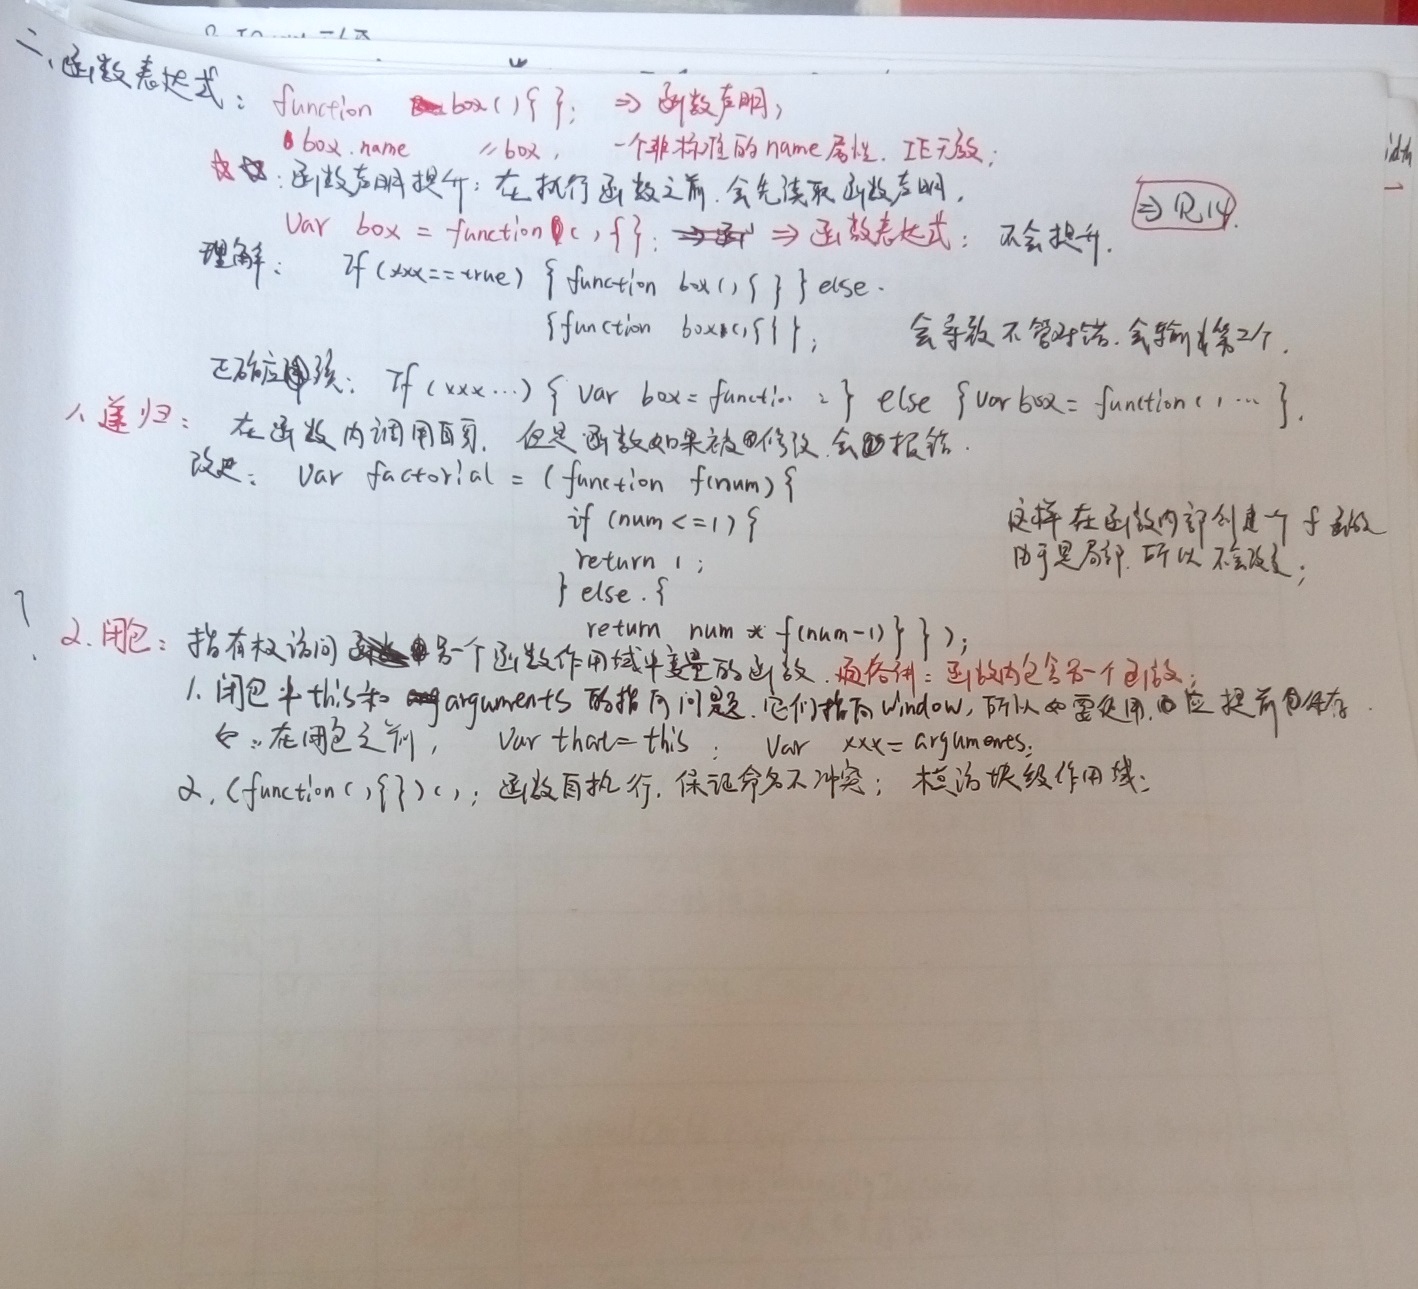 二、函数表达式: function box(){ }; => 函数声明;
box.name //box, 一个非标准的name属性. IE无效;
函数声明提升: 在执行函数之前. 会先读取函数声明.
=> P.14.
Var box = function(){}; => 函数表达式: 不会提升.
理解: If (xxx==true) { function box(){ } } else.
{function box(){}};
会导致不管对错. 会输出第2个.
正确应该: If (xxx...) { var box = function } else {var box = function(, ... }.
1. 递归: 在函数内调用自身. 但是函数如果被修改.会报错.
改进: Var factorial = (function f(num) {
if (num <=1) {
return 1;
} else. {
return num * f(num-1)} });
这样在函数内部创建一个 f 函数
由于是局部. 所以不会改变;
2. 闭包: 指有权访问另一个函数作用域中变量的函数. 通俗讲: 函数内包含另一个函数;
1. 闭包中this和arguments的指向问题. 它们指向window, 所以如需使用. 应提前保存.
在闭包之前, Var that = this; Var xxx = arguments;
2. (function(){})(); 函数自执行. 保证命名不冲突; 模仿块级作用域;